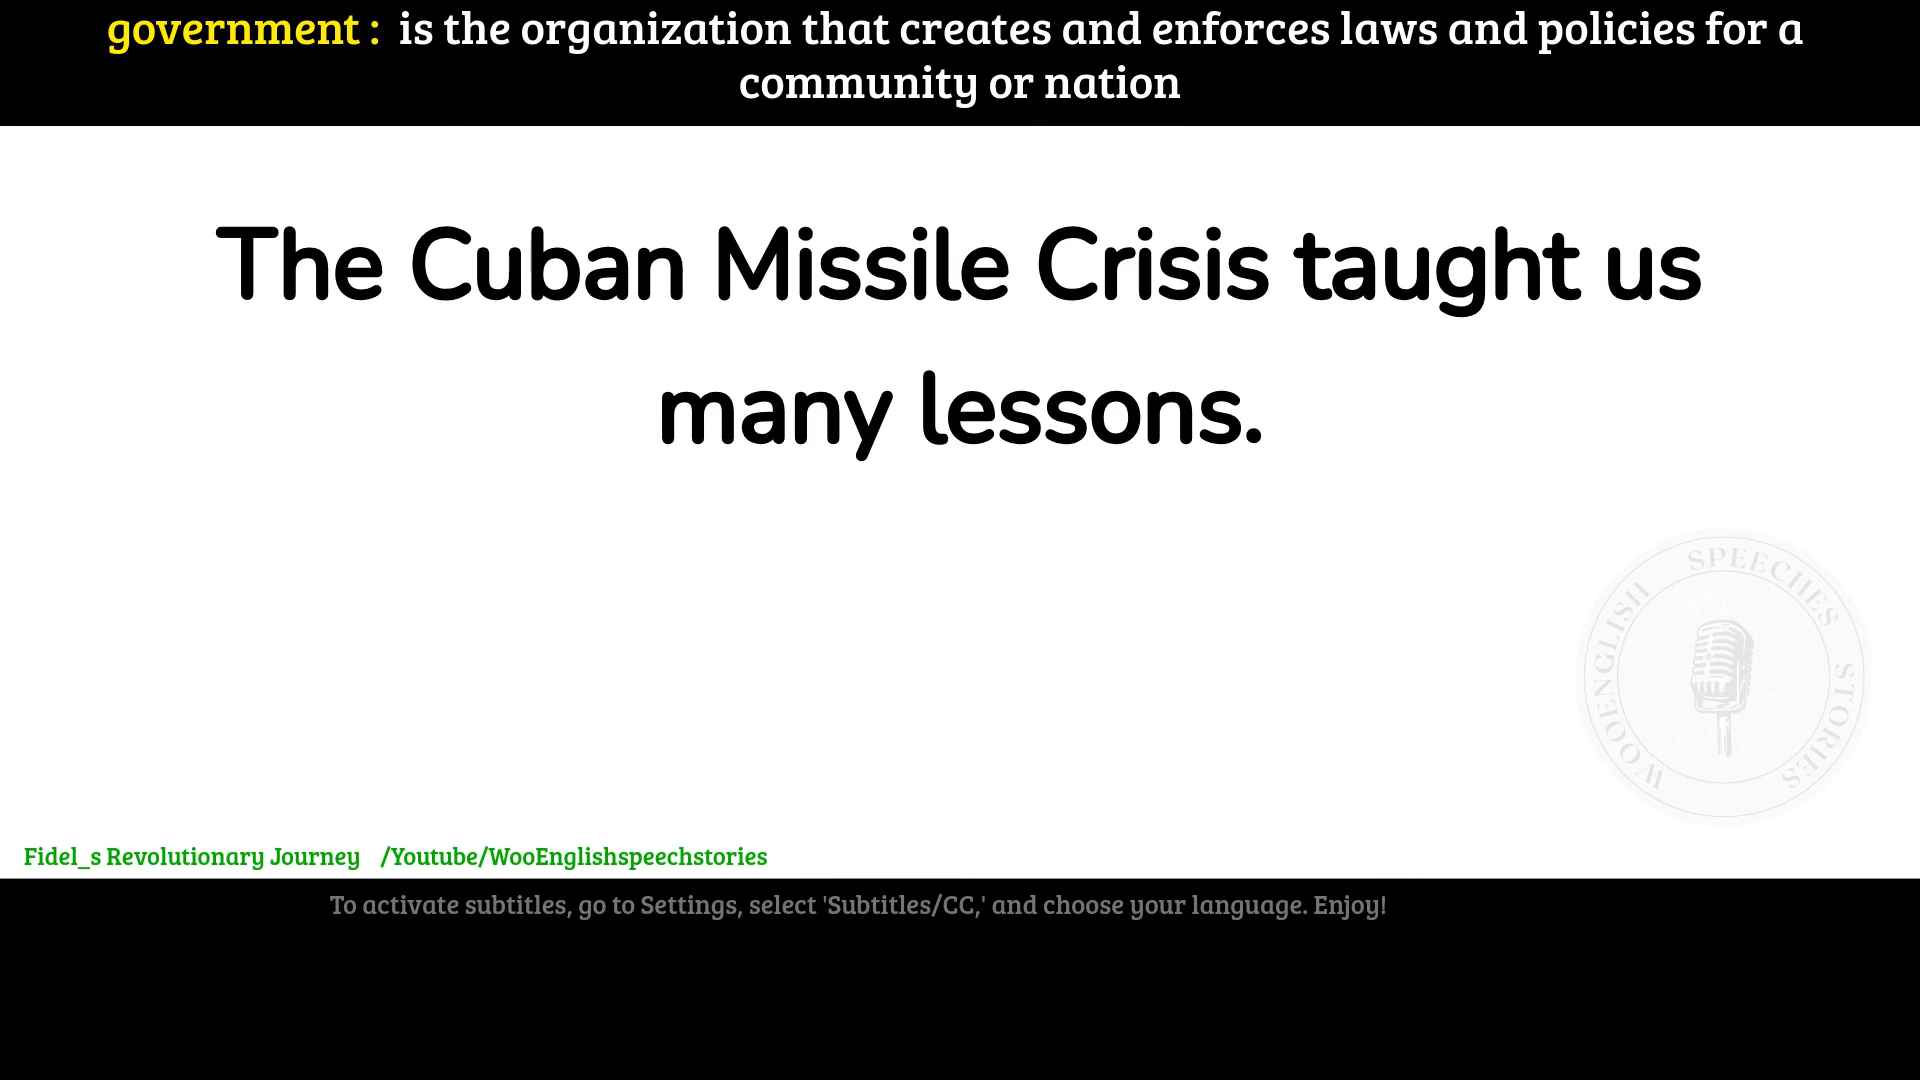 government : is the organization that creates and enforces laws and policies for a
community or nation
The Cuban Missile Crisis taught us
many lessons.
WOOENGLISH SPEECHES STORIES
Fidel_s Revolutionary Journey /Youtube/WooEnglishspeechstories
To activate subtitles, go to Settings, select 'Subtitles/CC,' and choose your language. Enjoy!